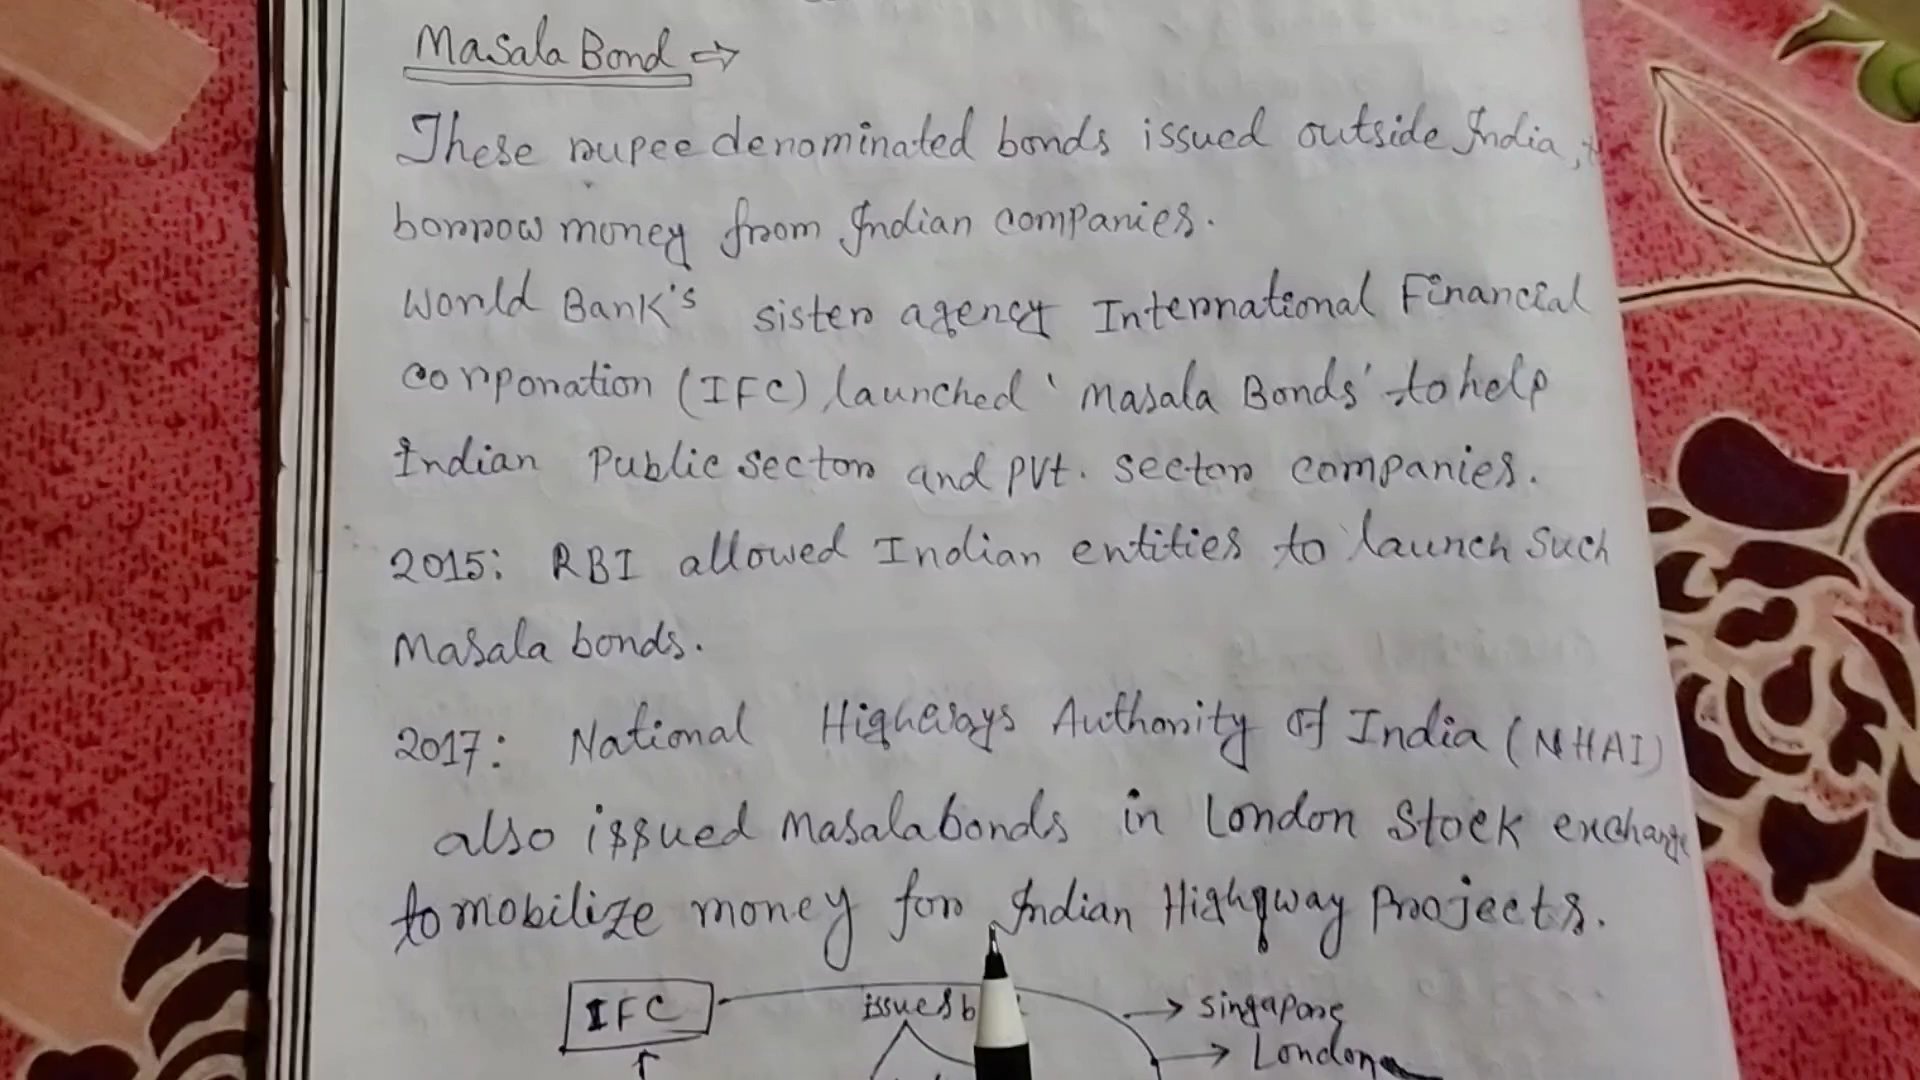 Masala Bond ⇒
These rupee denominated bonds issued outside India,
borrow money from Indian companies.
World Bank's sister agency International Financial
corporation (IFC), launched 'Masala Bonds' to help
Indian Public sector and pvt. sector companies.
2015: RBI allowed Indian entities to launch such
Masala bonds.
2017: National Highways Authority of India (NHAI)
also issued Masala bonds in London Stock exchange
to mobilize money for Indian Highway Projects.
IFC issues → Singapore
→ London